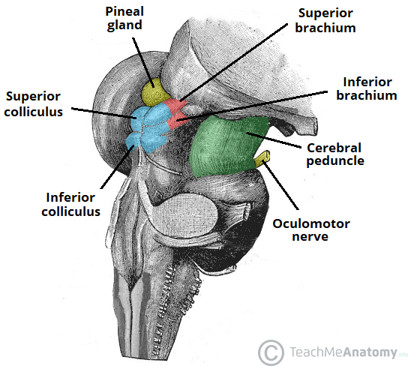 Pineal
gland
Superior
brachium
Superior
colliculus
Inferior
brachium
Cerebral
peduncle
Inferior
colliculus
Oculomotor
nerve
© TeachMeAnatomy